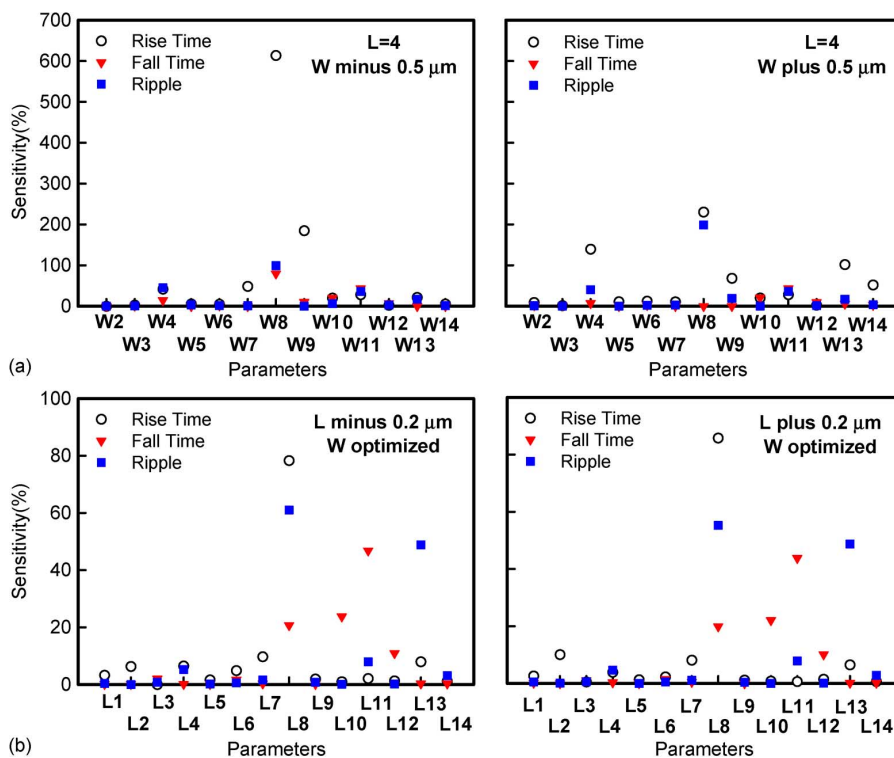 700
600
500
400
300
200
100
0
Sensitivity(%)
Rise Time
Fall Time
Ripple
L=4
W minus 0.5 µm
W2 W4 W6 W8 W10 W12 W14
W3 W5 W7 W9 W11 W13
Parameters
Rise Time
Fall Time
Ripple
L=4
W plus 0.5 µm
W2 W4 W6 W8 W10 W12 W14
W3 W5 W7 W9 W11 W13
Parameters
(a)
100
80
60
40
20
0
Sensitivity(%)
Rise Time
Fall Time
Ripple
L minus 0.2 µm
W optimized
L1 L3 L5 L7 L9 L11 L13
L2 L4 L6 L8 L10 L12 L14
Parameters
Rise Time
Fall Time
Ripple
L plus 0.2 µm
W optimized
L1 L3 L5 L7 L9 L11 L13
L2 L4 L6 L8 L10 L12 L14
Parameters
(b)